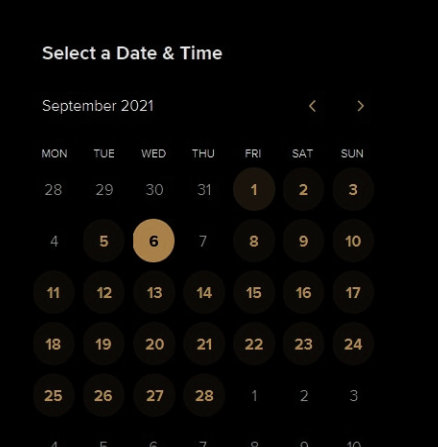 Select a Date & Time
September 2021
MON TUE WED THU FRI SAT SUN
28 29 30 31 1 2 3
4 5 6 7 8 9 10
11 12 13 14 15 16 17
18 19 20 21 22 23 24
25 26 27 28 1 2 3
4 5 6 7 8 9 10